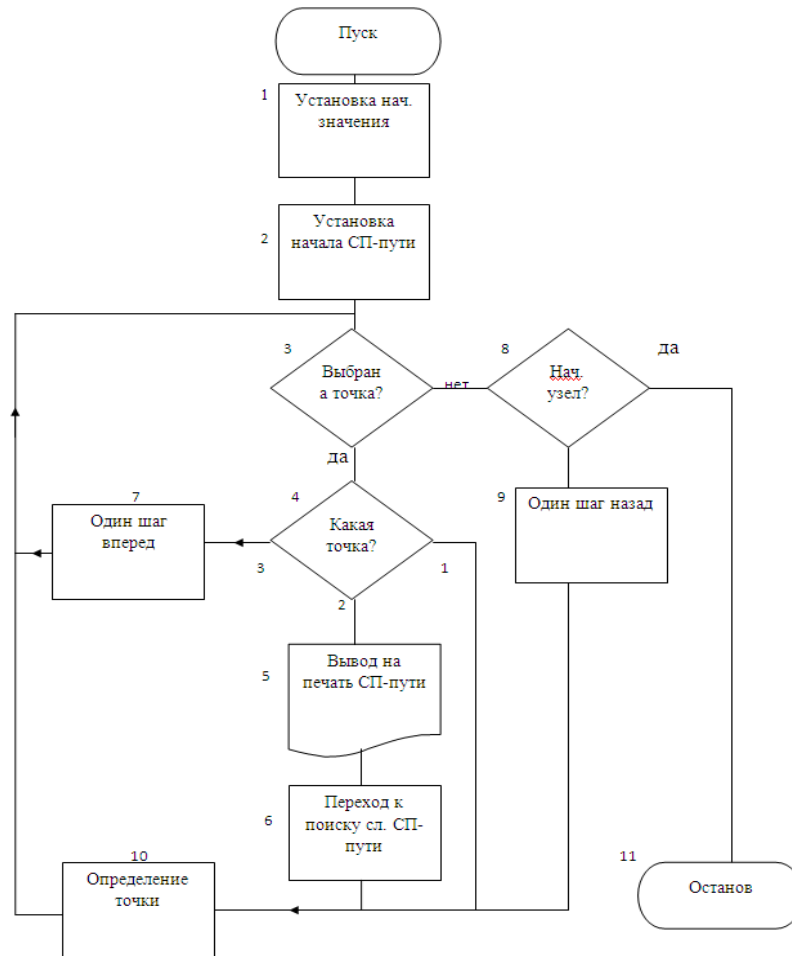 Пуск
1
Установка нач.
значения
2
Установка
начала СП-пути
3
Выбран
а точка?
нет
8
Нач.
узел?
да
да
7
Один шаг
вперед
4
Какая
точка?
3
2
1
9
Один шаг назад
5
Вывод на
печать СП-пути
6
Переход к
поиску сл. СП-
пути
10
Определение
точки
11
Останов